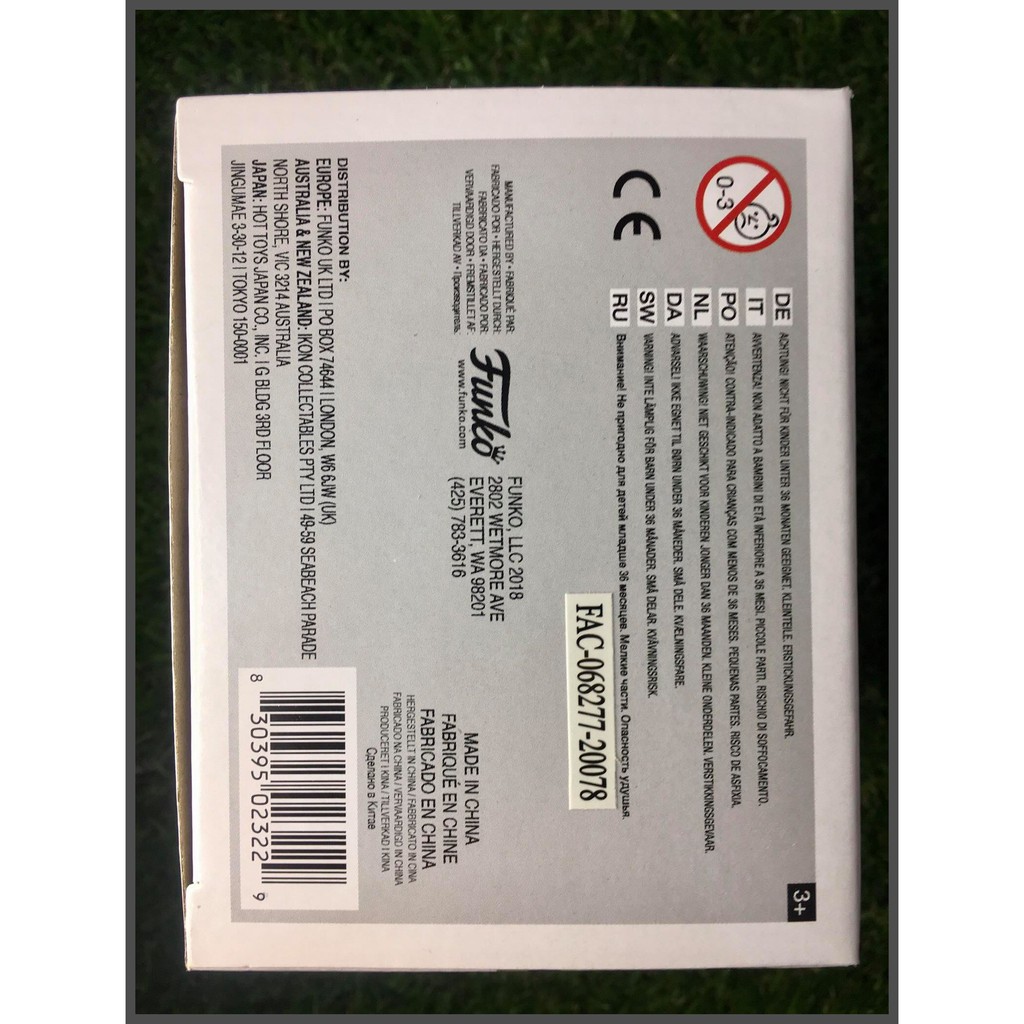 0-3
CE
DE ACHTUNG! NICHT FÜR KINDER UNTER 36 MONATEN GEEIGNET. KLEINTEILE. ERSTICKUNGSGEFAHR.
IT AVVERTENZA! NON ADATTO A BAMBINI DI ETÀ INFERIORE A 36 MESI. PICCOLE PARTI. RISCHIO DI SOFFOCAMENTO.
PO ATENÇÃO! CONTRA-INDICADO PARA CRIANÇAS COM MENOS DE 36 MESES. PEQUENAS PARTES. RISCO DE ASFIXIA.
NL WAARSCHUWING! NIET GESCHIKT VOOR KINDEREN JONGER DAN 36 MAANDEN. KLEINE ONDERDELEN. VERSTIKKINGSGEVAAR.
DA ADVARSEL! IKKE EGNET TIL BØRN UNDER 36 MÅNEDER. SMÅ DELE. KVÆLNINGSFARE.
SW VARNING! INTE LÄMPLIG FÖR BARN UNDER 36 MÅNADER. SMÅ DELAR. KVÄVNINGSRISK.
RU Внимание! Не пригодно для детей младше 36 месяцев. Мелкие части. Опасность удушья.
3+
FAC-068277-20078
MANUFACTURED BY • FABRIQUÉ PAR:
FABRICADO POR • HERGESTELLT DURCH:
FABBRICATO DA • FABRICADO POR:
VERVAARDIGD DOOR • FREMSTILLET AF:
TILLVERKAD AV • Производитель:
Funko
www.funko.com
FUNKO, LLC 2018
2802 WETMORE AVE
EVERETT, WA 98201
(425) 783-3616
MADE IN CHINA
FABRIQUÉ EN CHINE
FABRICADO EN CHINA
HERGESTELLT IN CHINA / FABBRICATO IN CINA
FABRICADO NA CHINA / VERVAARDIGD IN CHINA
PRODUCERET I KINA / TILLVERKAD I KINA
Сделано в Китае
DISTRIBUTION BY:
EUROPE: FUNKO UK LTD | PO BOX 74644 | LONDON, W6 6JW (UK)
AUSTRALIA & NEW ZEALAND: IKON COLLECTABLES PTY LTD | 49-59 SEABEACH PARADE
NORTH SHORE, VIC 3214 AUSTRALIA
JAPAN: HOT TOYS JAPAN CO., INC. | G BLDG 3RD FLOOR
JINGUMAE 3-30-12 | TOKYO 150-0001
8 30395 02322 9